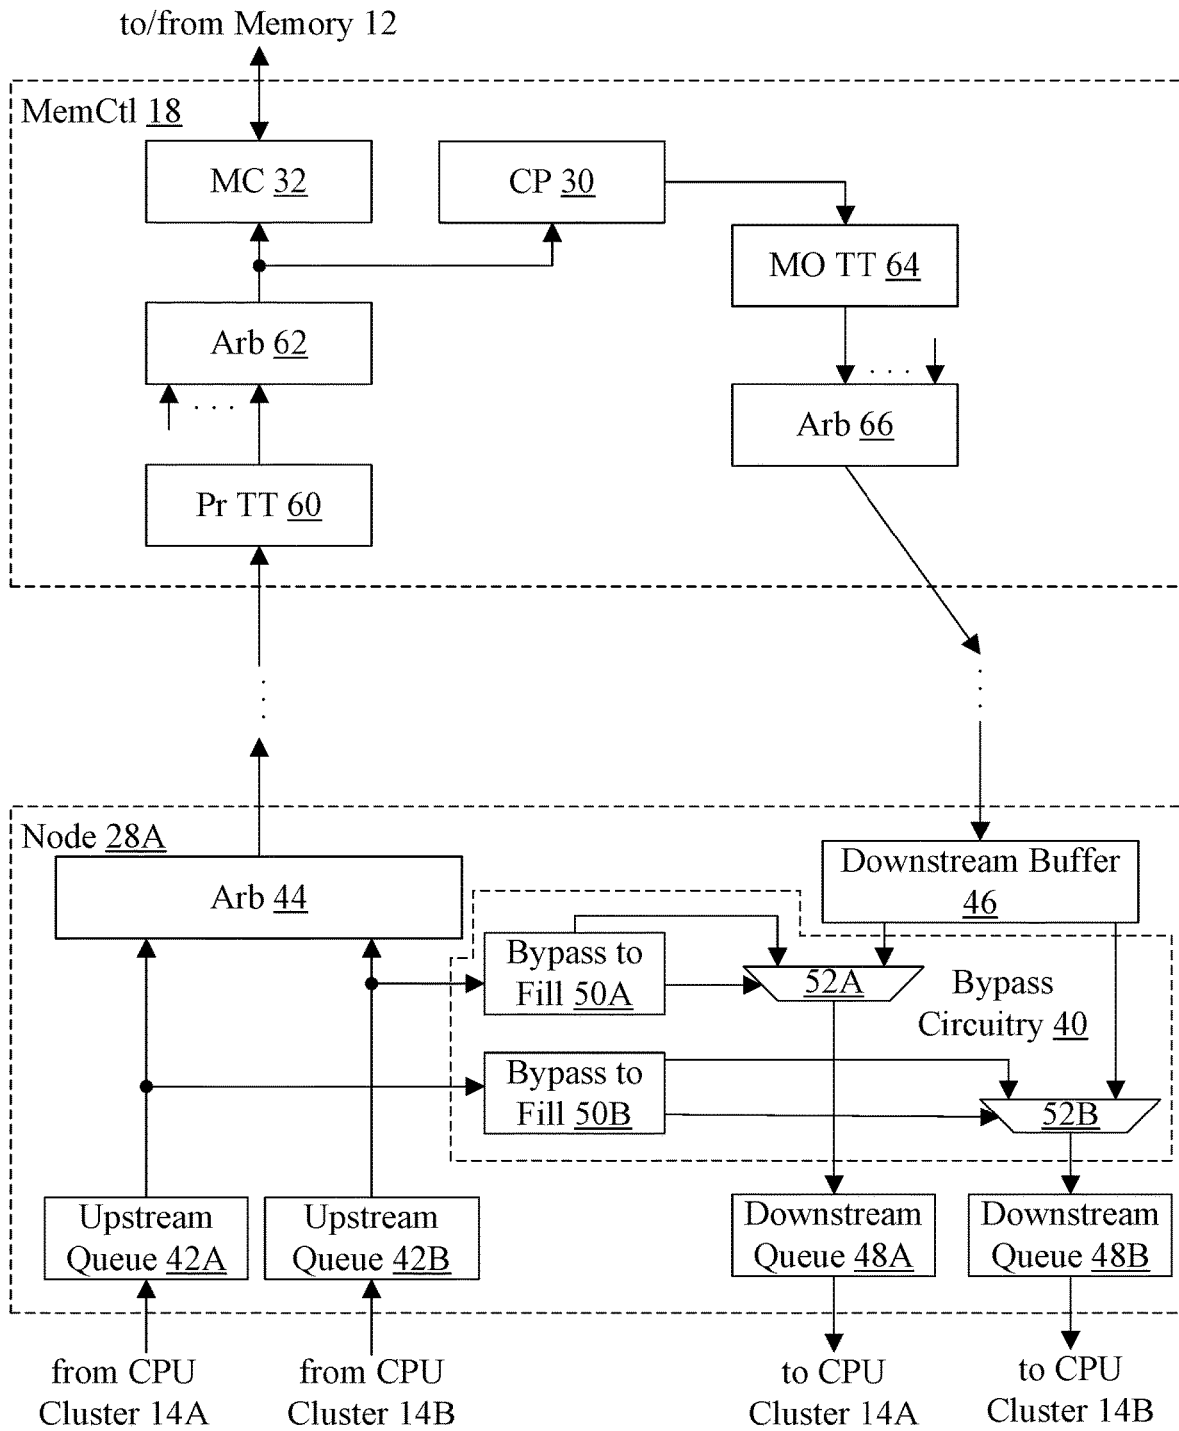 to/from Memory 12
MemCtl 18
MC 32
CP 30
MO TT 64
Arb 62
. . .
. . .
Arb 66
Pr TT 60
Node 28A
Downstream Buffer
46
Arb 44
Bypass to
Fill 50A
52A
Bypass
Circuitry 40
Bypass to
Fill 50B
52B
Upstream
Queue 42A
Upstream
Queue 42B
Downstream
Queue 48A
Downstream
Queue 48B
from CPU
Cluster 14A
from CPU
Cluster 14B
to CPU
Cluster 14A
to CPU
Cluster 14B